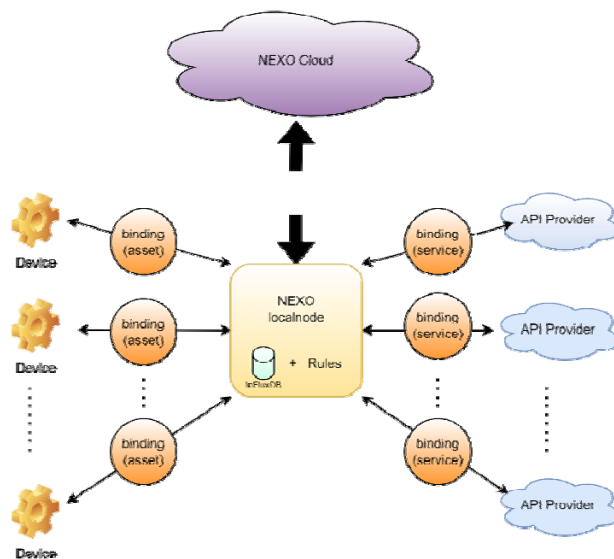 NEXO Cloud
Device
binding
(asset)
binding
(service)
API Provider
NEXO
localnode
InFluxDB
+ Rules
Device
binding
(asset)
binding
(service)
API Provider
Device
binding
(asset)
binding
(service)
API Provider